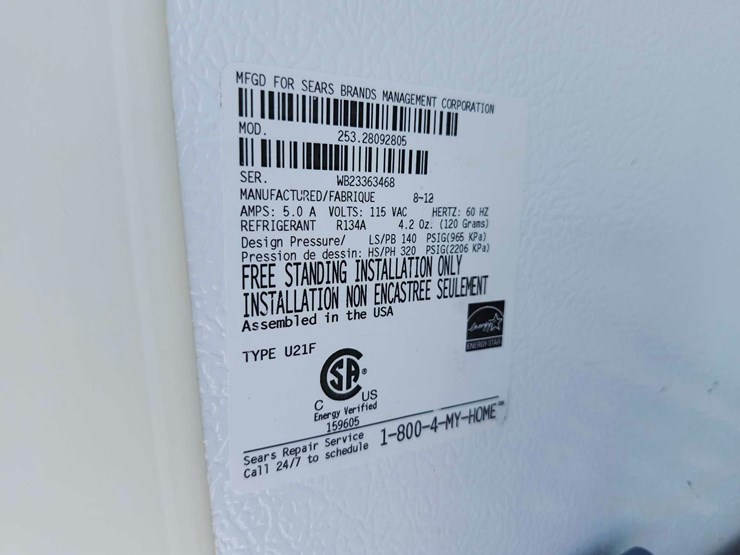 MFGD FOR SEARS BRANDS MANAGEMENT CORPORATION
MOD. 253.28092805
SER. WB23363468
MANUFACTURED/FABRIQUE 8-12
AMPS: 5.0 A VOLTS: 115 VAC HERTZ: 60 HZ
REFRIGERANT R134A 4.2 Oz. (120 Grams)
Design Pressure/ LS/PB 140 PSIG(965 KPa)
Pression de dessin: HS/PH 320 PSIG(2206 KPa)
FREE STANDING INSTALLATION ONLY
INSTALLATION NON ENCASTREE SEULEMENT
Assembled in the USA
energy
ENERGY STAR
TYPE U21F
SA®
C US
Energy Verified
159605
Sears Repair Service 1-800-4-MY-HOME℠
Call 24/7 to schedule